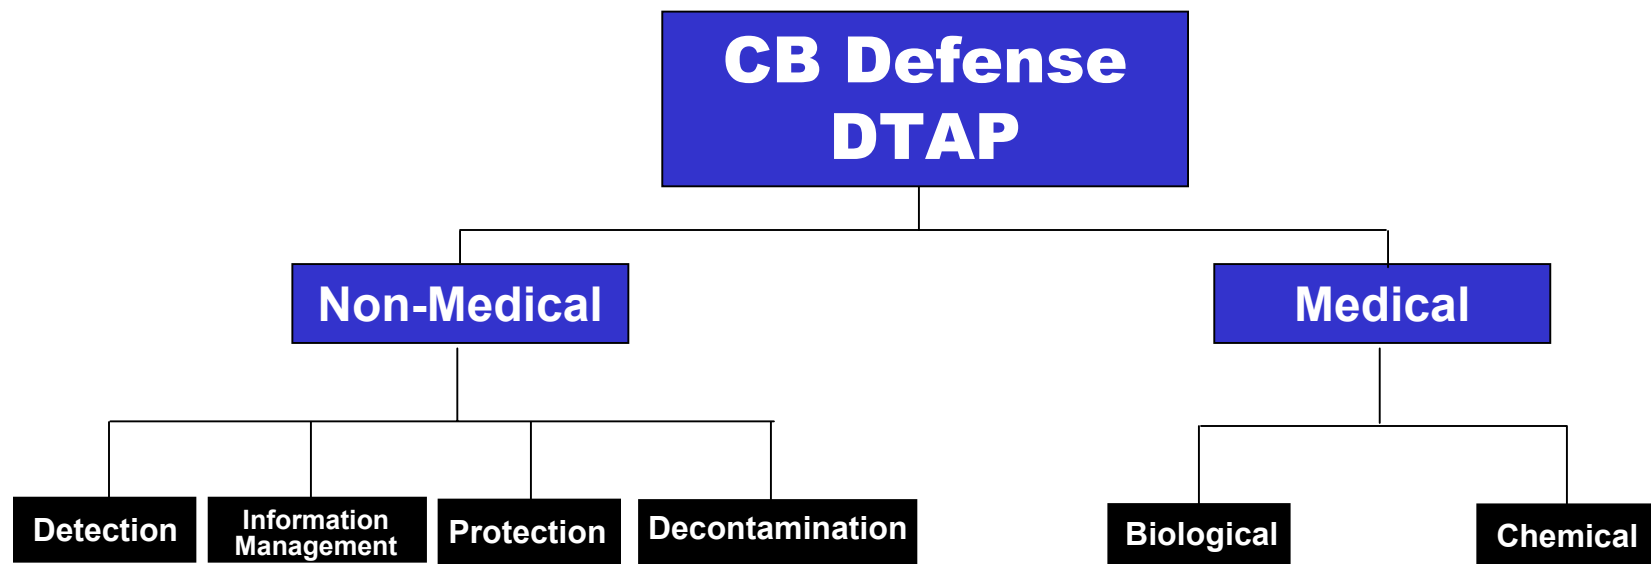 CB Defense
DTAP
Non-Medical
Medical
Detection
Information
Management
Protection
Decontamination
Biological
Chemical